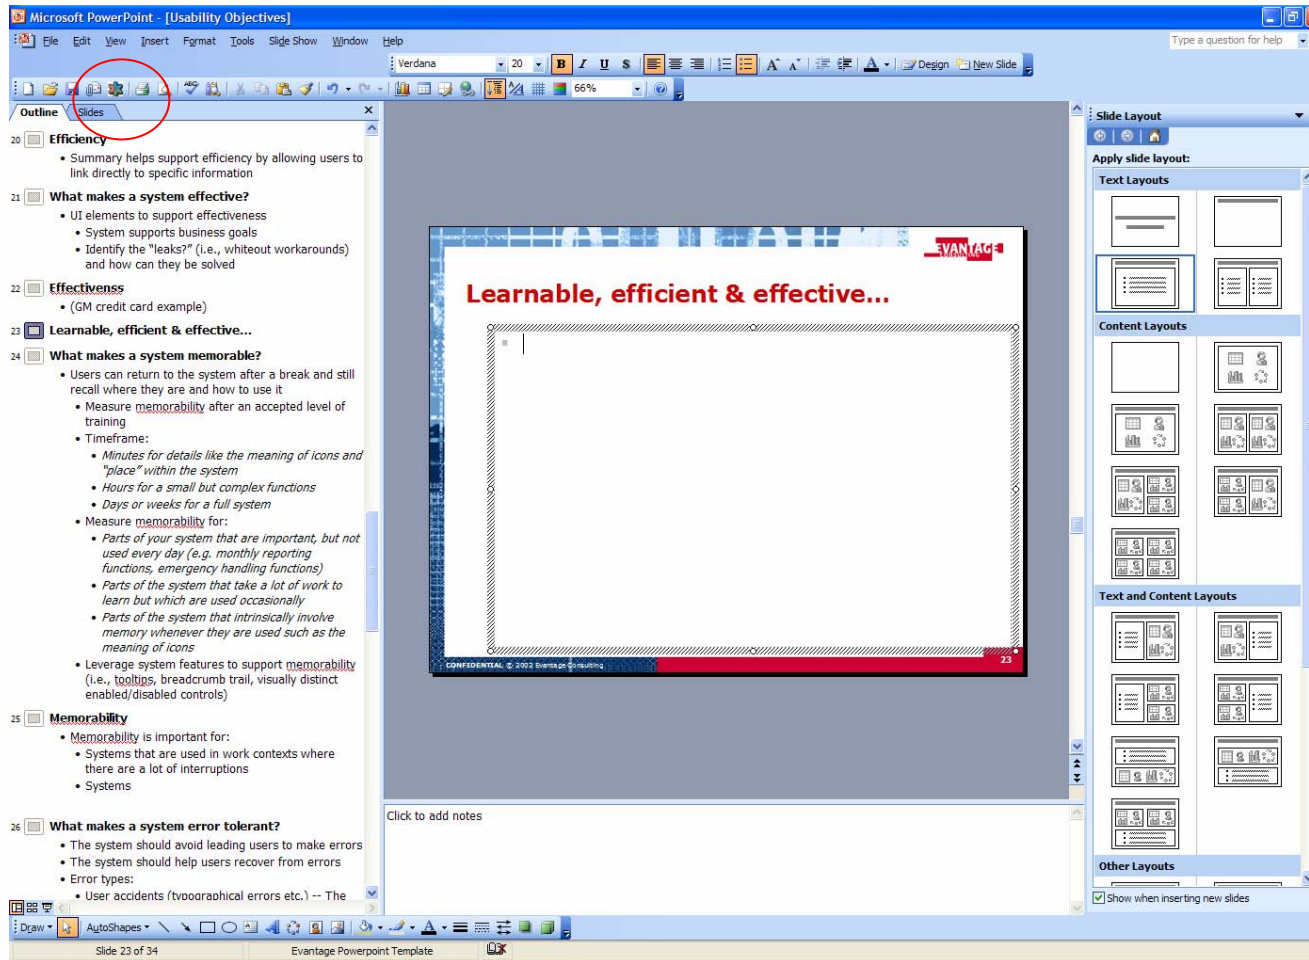 Microsoft PowerPoint - [Usability Objectives]
File Edit View Insert Format Tools Slide Show Window Help
Type a question for help
Verdana 20 B I U S A A A Design New Slide
66%
Outline Slides
20 Efficiency
• Summary helps support efficiency by allowing users to
link directly to specific information
21 What makes a system effective?
• UI elements to support effectiveness
• System supports business goals
• Identify the “leaks?” (i.e., whiteout workarounds)
and how can they be solved
22 Effectivenss
• (GM credit card example)
23 Learnable, efficient & effective...
24 What makes a system memorable?
• Users can return to the system after a break and still
recall where they are and how to use it
• Measure memorability after an accepted level of
training
• Timeframe:
• Minutes for details like the meaning of icons and
“place” within the system
• Hours for a small but complex functions
• Days or weeks for a full system
• Measure memorability for:
• Parts of your system that are important, but not
used every day (e.g. monthly reporting
functions, emergency handling functions)
• Parts of the system that take a lot of work to
learn but which are used occasionally
• Parts of the system that intrinsically involve
memory whenever they are used such as the
meaning of icons
• Leverage system features to support memorability
(i.e., tooltips, breadcrumb trail, visually distinct
enabled/disabled controls)
25 Memorability
• Memorability is important for:
• Systems that are used in work contexts where
there are a lot of interruptions
• Systems
26 What makes a system error tolerant?
• The system should avoid leading users to make errors
• The system should help users recover from errors
• Error types:
• User accidents (typographical errors etc.) -- The
EVANTAGE
CONSULTING
Learnable, efficient & effective...
CONFIDENTIAL © 2002 Evantage Consulting
23
Click to add notes
Slide Layout
Apply slide layout:
Text Layouts
Content Layouts
Text and Content Layouts
Other Layouts
Show when inserting new slides
Draw AutoShapes A
Slide 23 of 34 Evantage Powerpoint Template